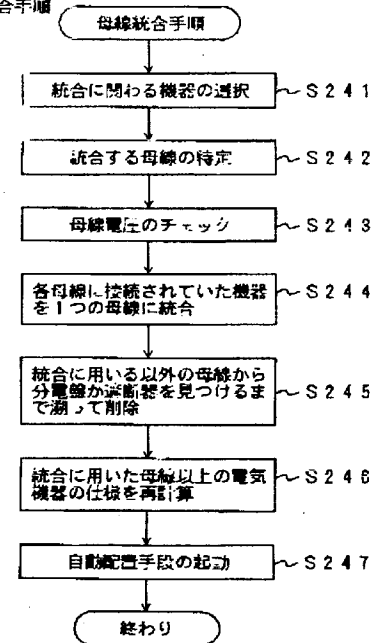 合手順
母線統合手順
統合に関わる機器の選択
S241
統合する母線の特定
S242
母線電圧のチェック
S243
各母線に接続されていた機器
を1つの母線に統合
S244
統合に用いる以外の母線から
分電盤か遮断器を見つけるま
で遡って削除
S245
統合に用いた母線以上の電気
機器の仕様を再計算
S246
自動配置手段の起動
S247
終わり